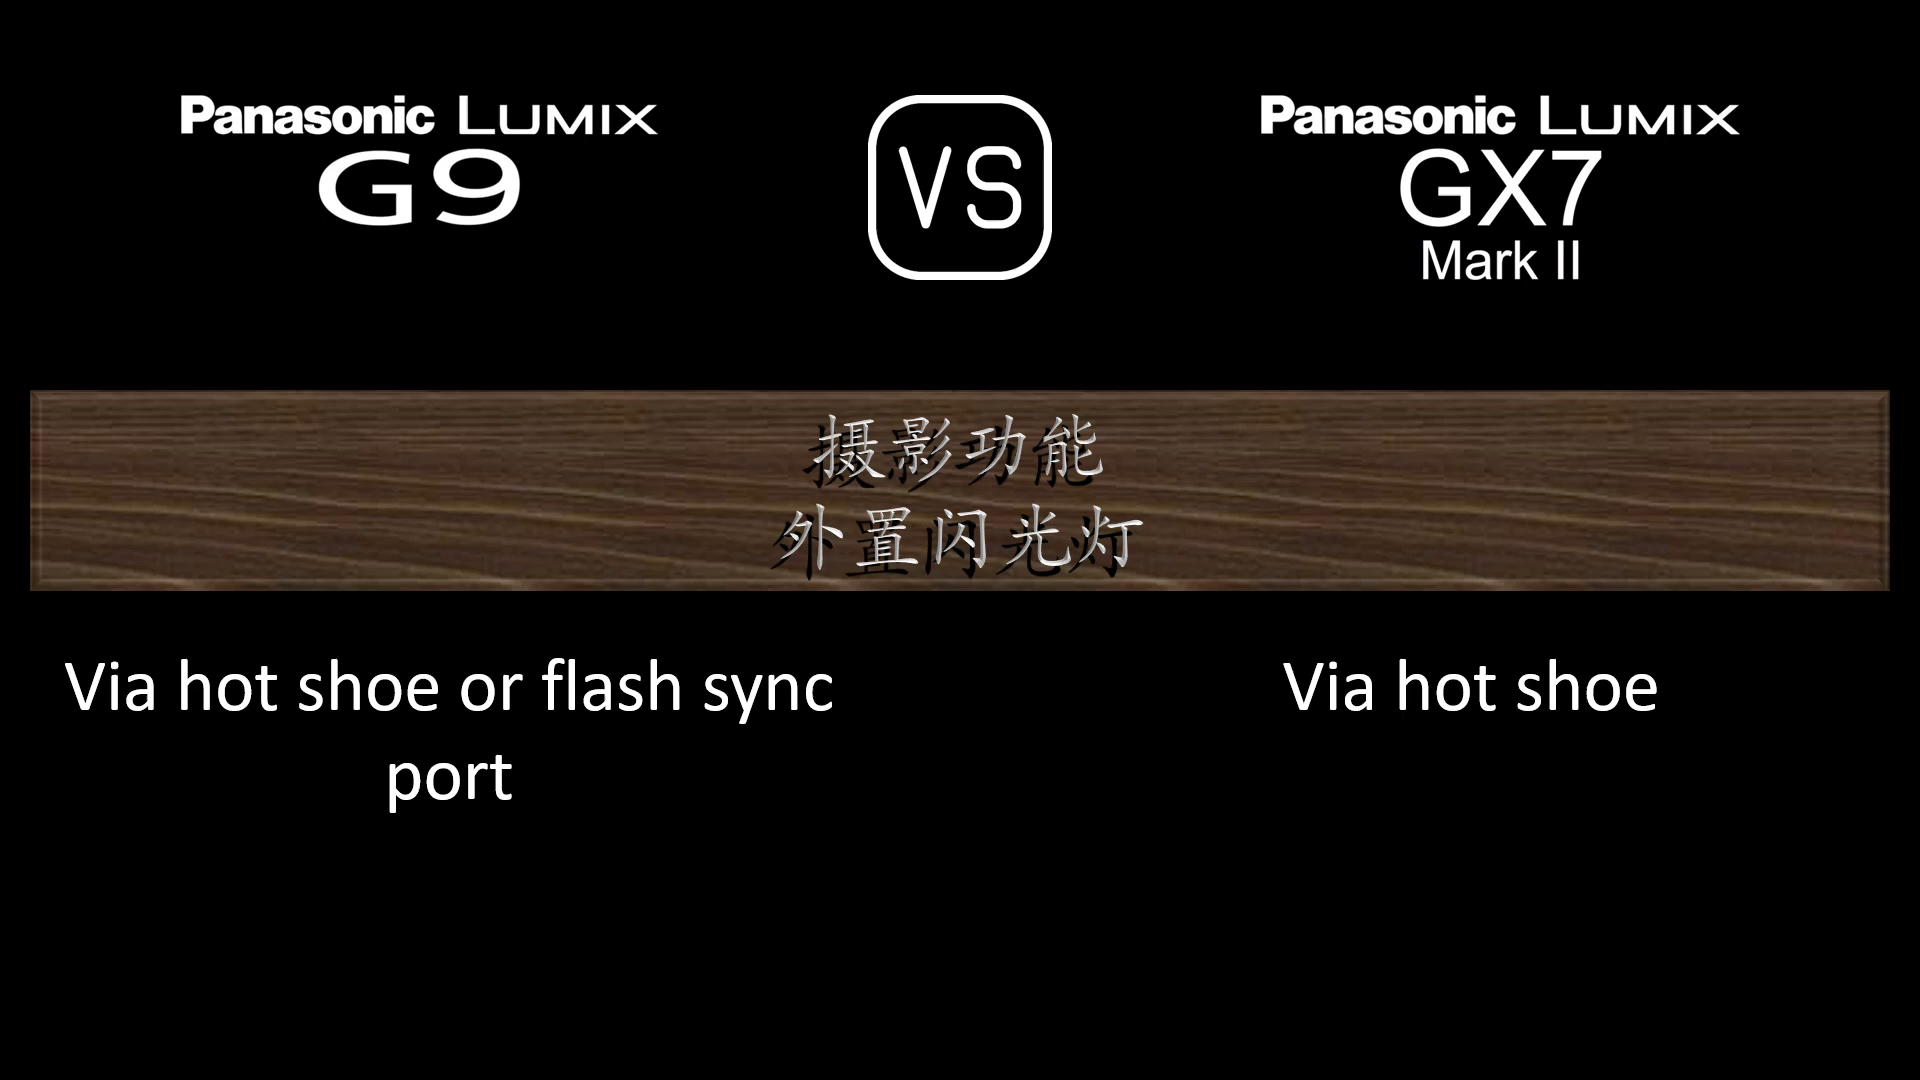 Panasonic LUMIX
G9
VS
Panasonic LUMIX
GX7
Mark II
摄影功能
外置闪光灯
Via hot shoe or flash sync
port
Via hot shoe